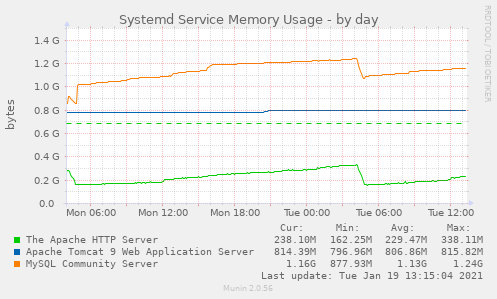 Systemd Service Memory Usage - by day
RRDTOOL / TOBI OETIKER
bytes
1.4 G
1.2 G
1.0 G
0.8 G
0.6 G
0.4 G
0.2 G
0.0
Mon 06:00 Mon 12:00 Mon 18:00 Tue 00:00 Tue 06:00 Tue 12:00
Cur: Min: Avg: Max:
The Apache HTTP Server 238.10M 162.25M 229.47M 338.11M
Apache Tomcat 9 Web Application Server 814.39M 796.96M 806.86M 815.82M
MySQL Community Server 1.16G 877.93M 1.13G 1.24G
Last update: Tue Jan 19 13:15:04 2021
Munin 2.0.56